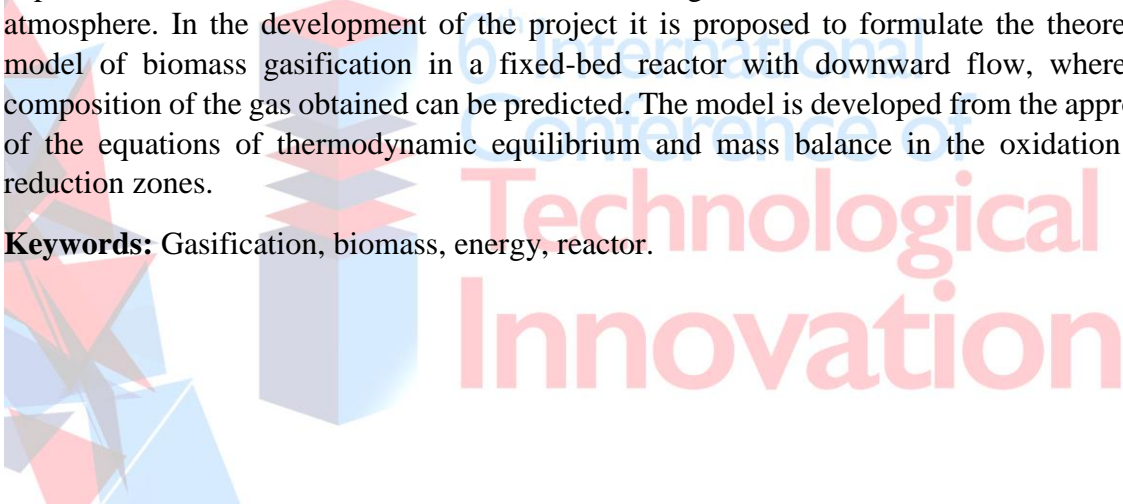 atmosphere. In the development of the project it is proposed to formulate the theore
model of biomass gasification in a fixed-bed reactor with downward flow, where
composition of the gas obtained can be predicted. The model is developed from the appr
of the equations of thermodynamic equilibrium and mass balance in the oxidation
reduction zones.
Keywords: Gasification, biomass, energy, reactor.
6th International
Conference of
Technological
Innovation